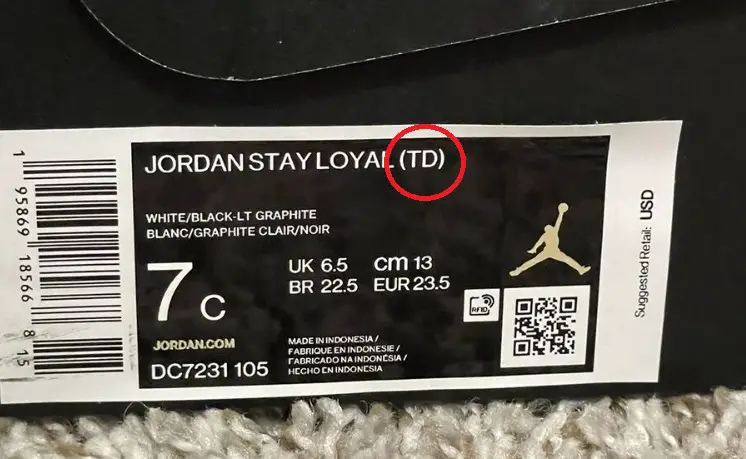 1 95869 18566 8 15
JORDAN STAY LOYAL (TD)
WHITE/BLACK-LT GRAPHITE
BLANC/GRAPHITE CLAIR/NOIR
7 C
UK 6.5 cm 13
BR 22.5 EUR 23.5
RFID
JORDAN.COM
DC7231 105
MADE IN INDONESIA /
FABRIQUE EN INDONESIE /
FABRICADO NA INDONÉSIA /
HECHO EN INDONESIA
Suggested Retail: USD